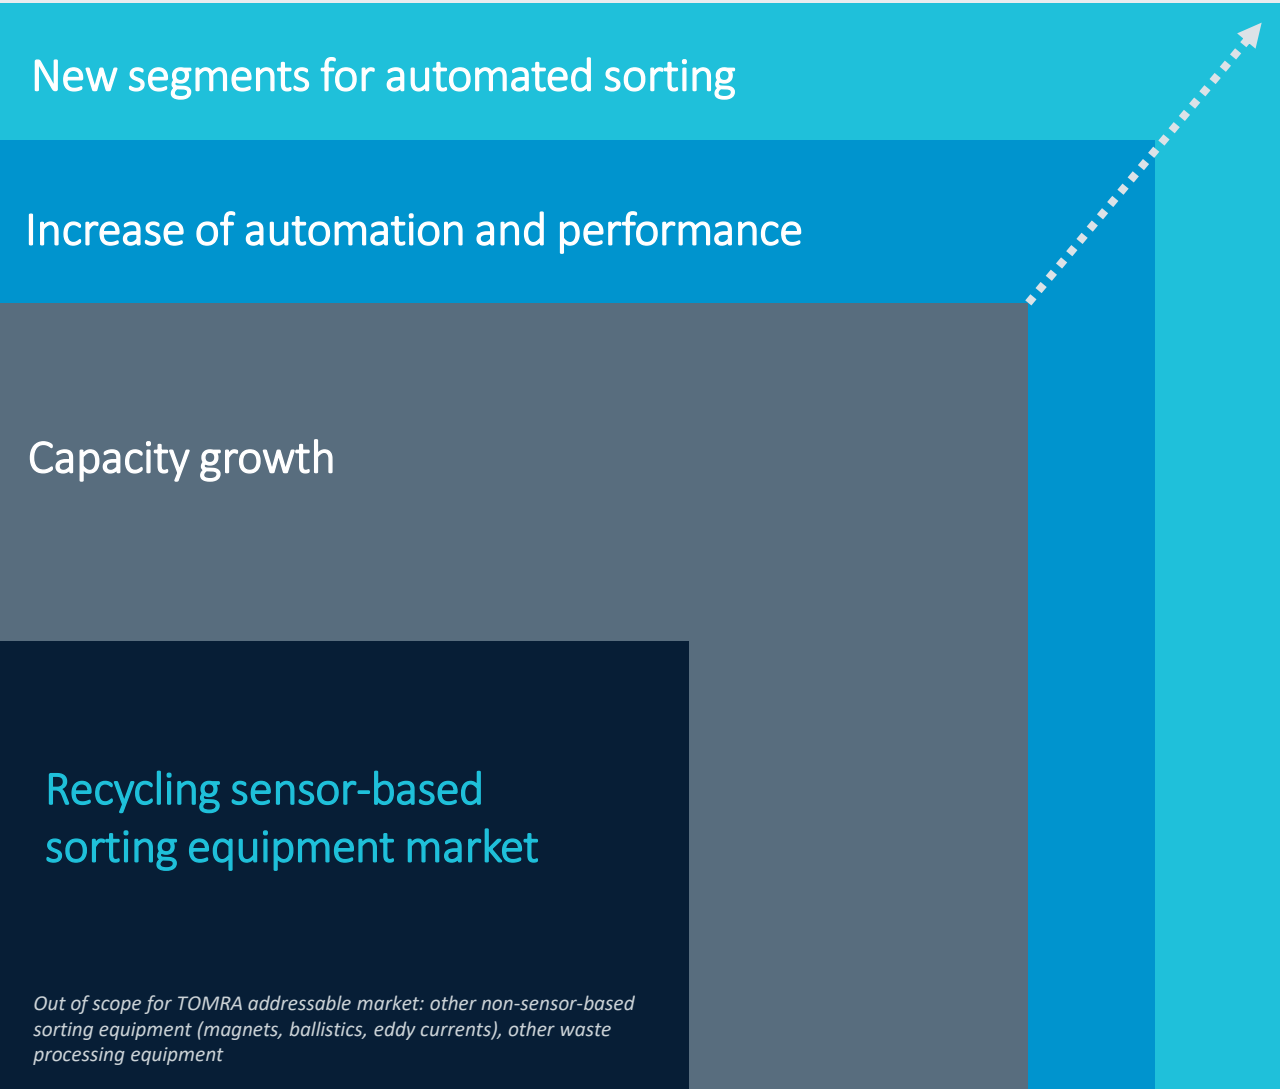 New segments for automated sorting
Increase of automation and performance
Capacity growth
Recycling sensor-based
sorting equipment market
Out of scope for TOMRA addressable market: other non-sensor-based
sorting equipment (magnets, ballistics, eddy currents), other waste
processing equipment